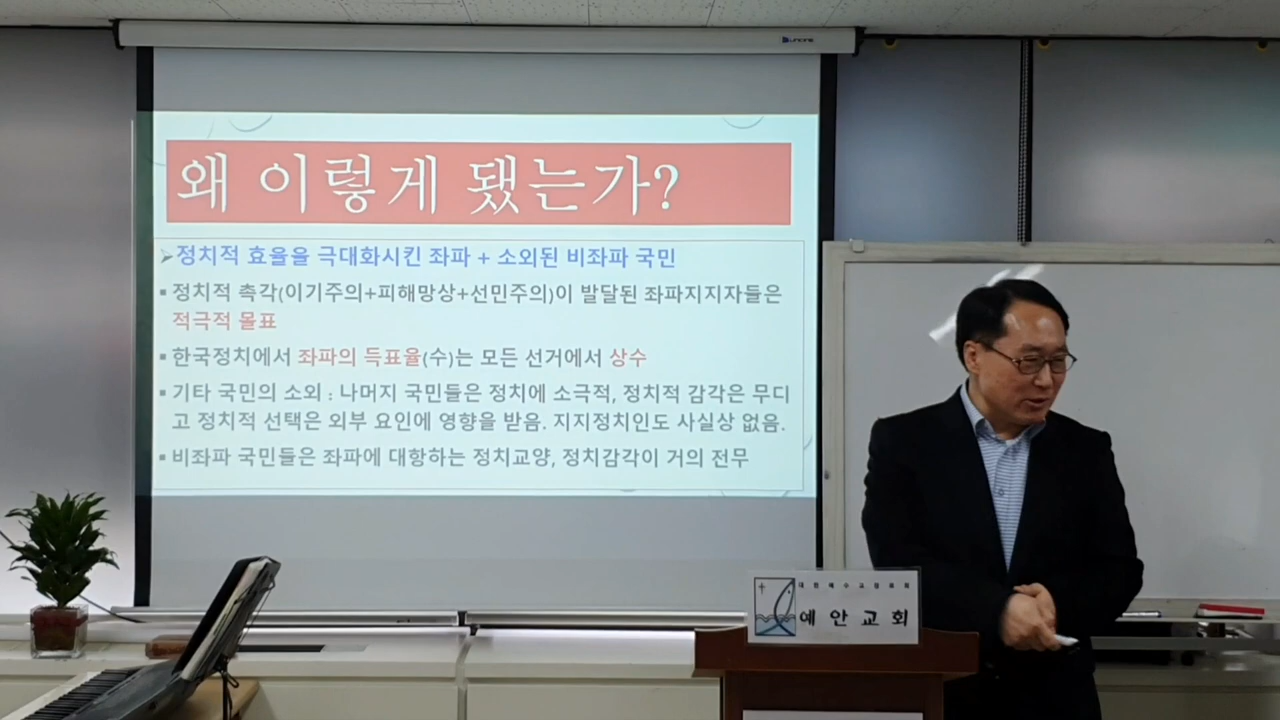 왜 이렇게 됐는가?
➢정치적 효율을 극대화시킨 좌파 + 소외된 비좌파 국민
▪ 정치적 촉각(이기주의+피해망상+선민주의)이 발달된 좌파지지자들은
적극적 몰표
▪ 한국정치에서 좌파의 득표율(수)는 모든 선거에서 상수
▪ 기타 국민의 소외 : 나머지 국민들은 정치에 소극적, 정치적 감각은 무디
고 정치적 선택은 외부 요인에 영향을 받음. 지지정치인도 사실상 없음.
▪ 비좌파 국민들은 좌파에 대항하는 정치교양, 정치감각이 거의 전무
예안교회